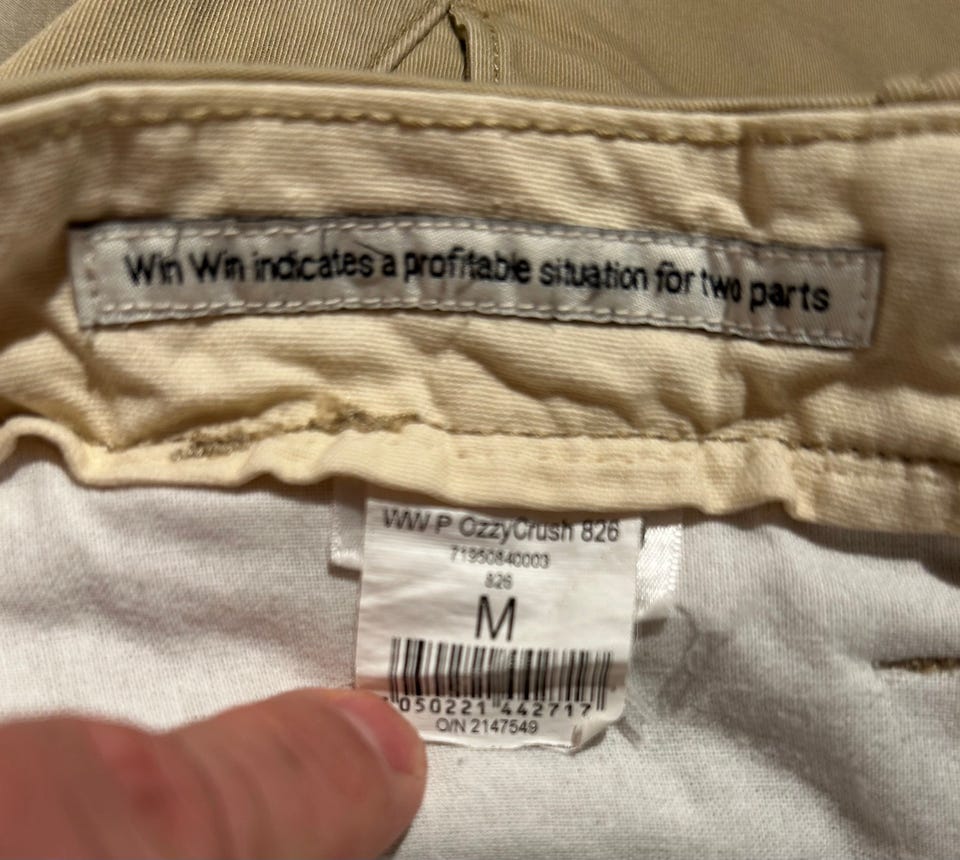 Win Win indicates a profitable situation for two parts
WW P OzzyCrush 826
71950840003
826
M
050221 442717
O/N 2147549